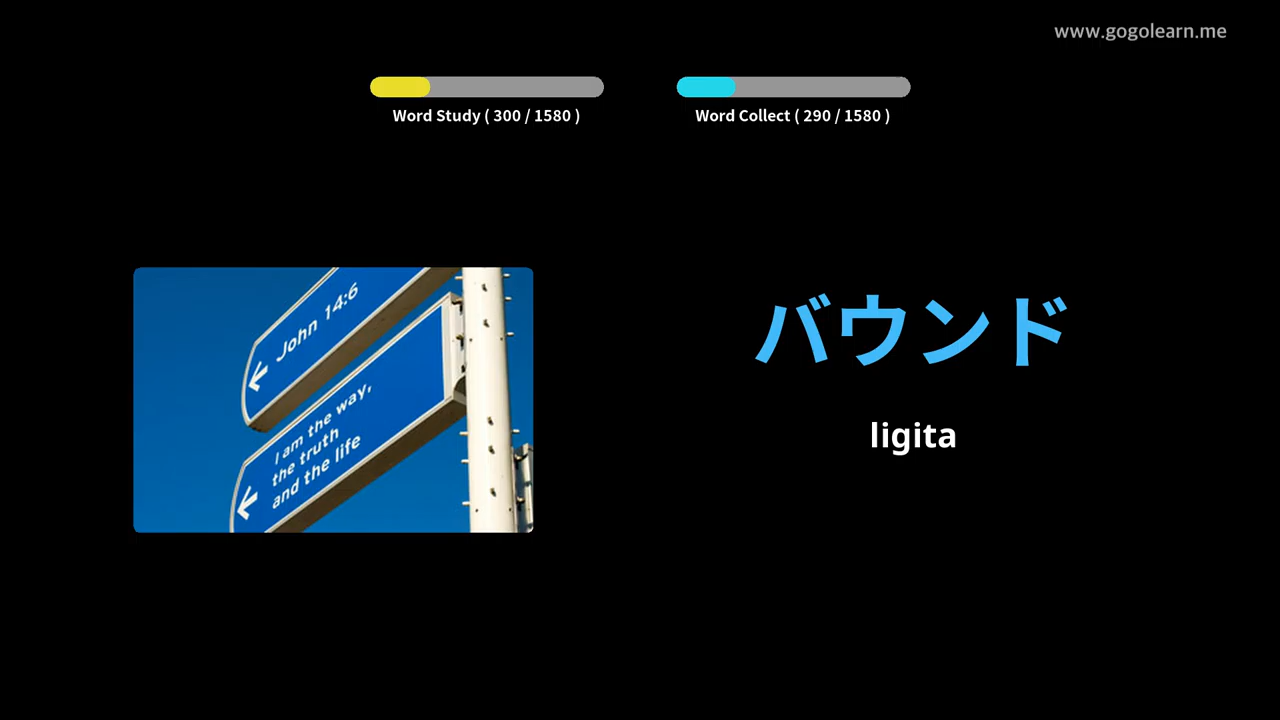 www.gogolearn.me
Word Study ( 300 / 1580 )
Word Collect ( 290 / 1580 )
John 14:6
I am the way,
the truth
and the life
バウンド
ligita